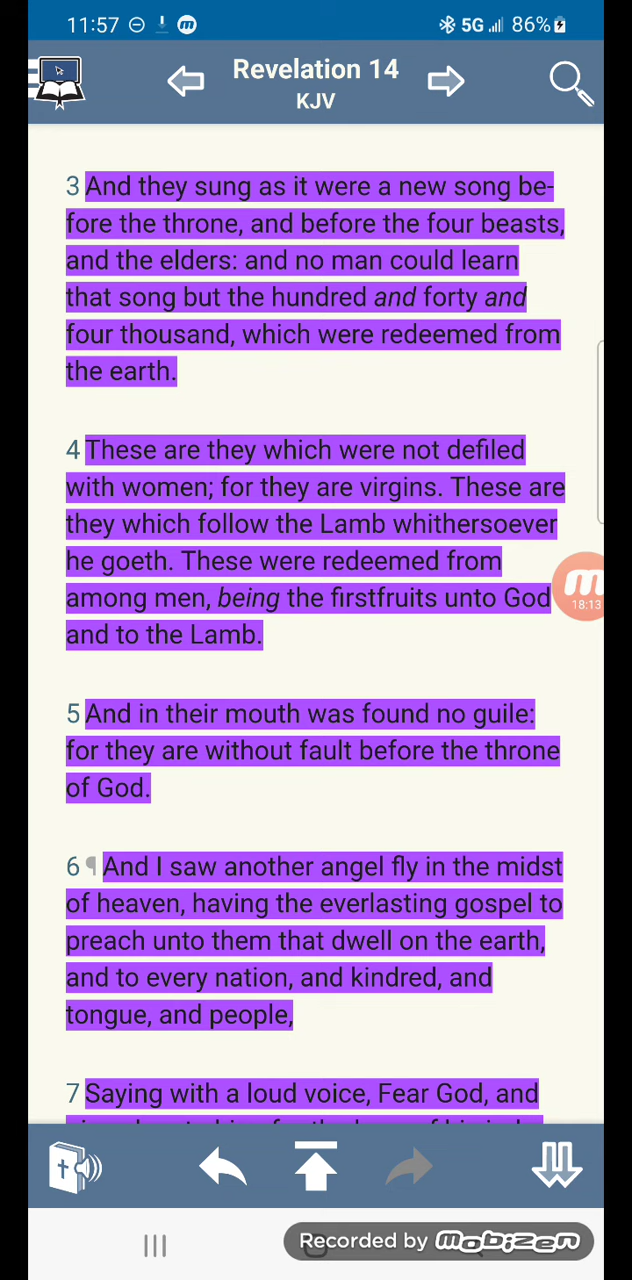 11:57
5G 86%
Revelation 14
KJV
3 And they sung as it were a new song be-
fore the throne, and before the four beasts,
and the elders: and no man could learn
that song but the hundred and forty and
four thousand, which were redeemed from
the earth.
4 These are they which were not defiled
with women; for they are virgins. These are
they which follow the Lamb whithersoever
he goeth. These were redeemed from
among men, being the firstfruits unto God
and to the Lamb.
18:13
5 And in their mouth was found no guile:
for they are without fault before the throne
of God.
6 ¶ And I saw another angel fly in the midst
of heaven, having the everlasting gospel to
preach unto them that dwell on the earth,
and to every nation, and kindred, and
tongue, and people,
7 Saying with a loud voice, Fear God, and
Recorded by mobizen